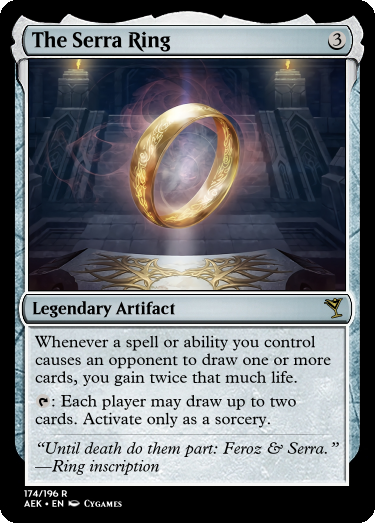 The Serra Ring 3
Legendary Artifact
Whenever a spell or ability you control
causes an opponent to draw one or more
cards, you gain twice that much life.
: Each player may draw up to two
cards. Activate only as a sorcery.
“Until death do them part: Feroz & Serra.”
—Ring inscription
174/196 R
AEK • EN Cygames